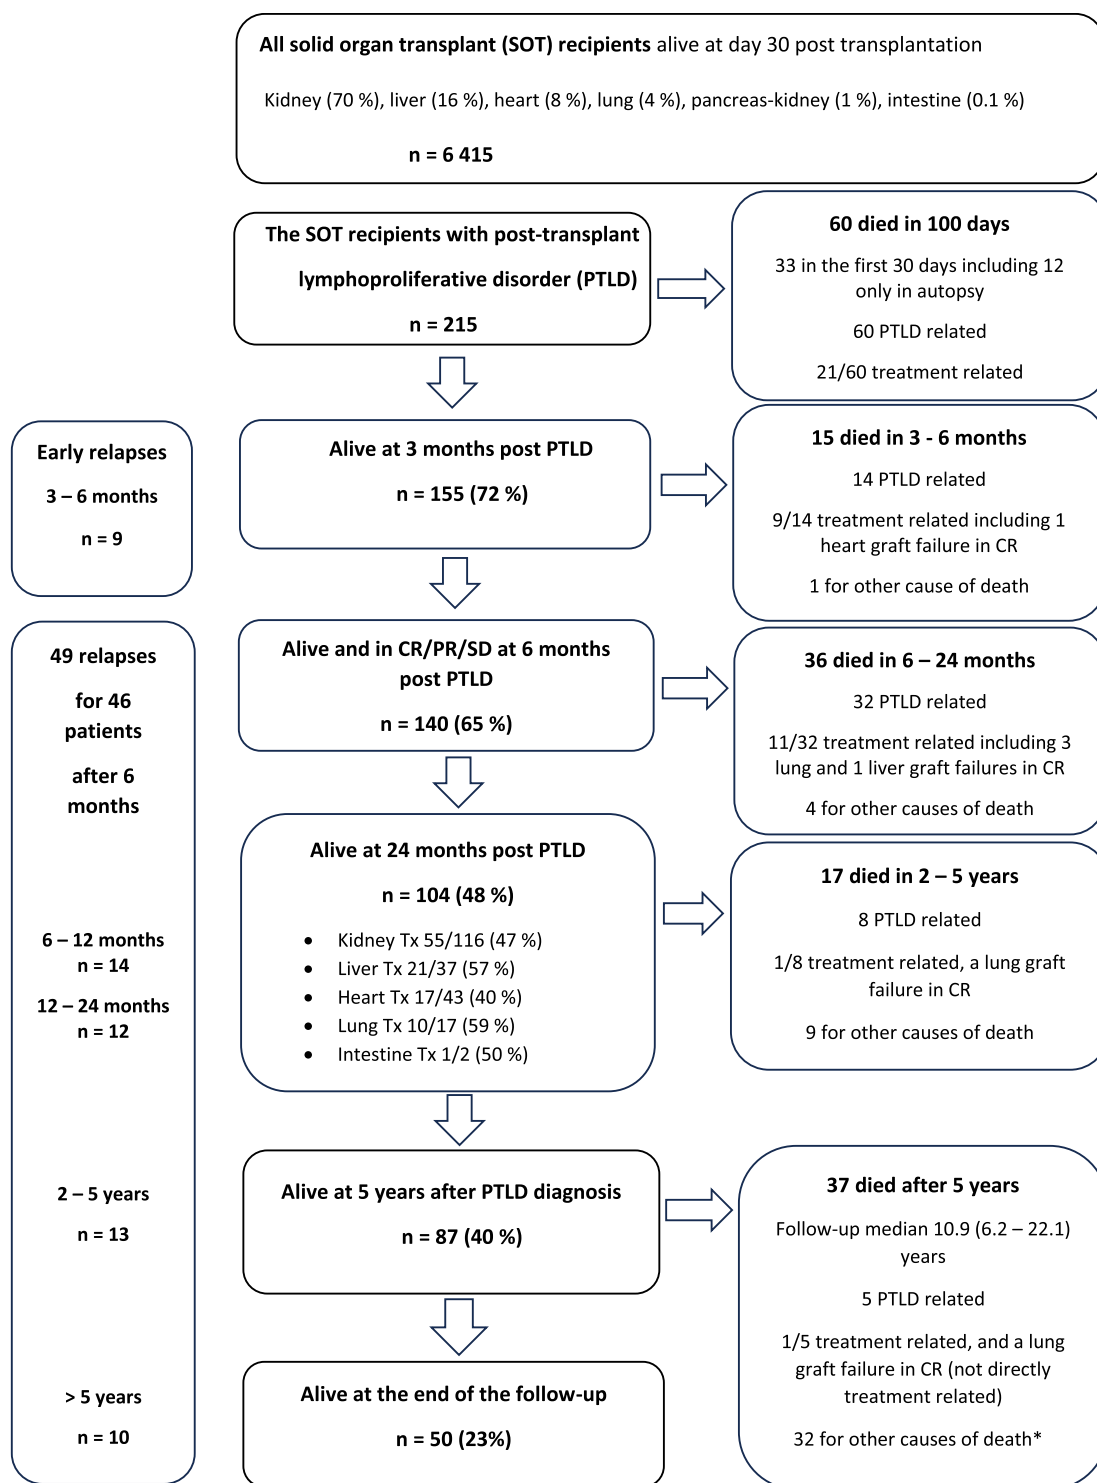 All solid organ transplant (SOT) recipients alive at day 30 post transplantation
Kidney (70 %), liver (16 %), heart (8 %), lung (4 %), pancreas-kidney (1 %), intestine (0.1 %)
n = 6 415
The SOT recipients with post-transplant
lymphoproliferative disorder (PTLD)
n = 215
60 died in 100 days
33 in the first 30 days including 12
only in autopsy
60 PTLD related
21/60 treatment related
Early relapses
3 – 6 months
n = 9
Alive at 3 months post PTLD
n = 155 (72 %)
15 died in 3 - 6 months
14 PTLD related
9/14 treatment related including 1
heart graft failure in CR
1 for other cause of death
49 relapses
for 46
patients
after 6
months
Alive and in CR/PR/SD at 6 months
post PTLD
n = 140 (65 %)
36 died in 6 – 24 months
32 PTLD related
11/32 treatment related including 3
lung and 1 liver graft failures in CR
4 for other causes of death
6 – 12 months
n = 14
12 – 24 months
n = 12
Alive at 24 months post PTLD
n = 104 (48 %)
• Kidney Tx 55/116 (47 %)
• Liver Tx 21/37 (57 %)
• Heart Tx 17/43 (40 %)
• Lung Tx 10/17 (59 %)
• Intestine Tx 1/2 (50 %)
17 died in 2 – 5 years
8 PTLD related
1/8 treatment related, a lung graft
failure in CR
9 for other causes of death
2 – 5 years
n = 13
Alive at 5 years after PTLD diagnosis
n = 87 (40 %)
37 died after 5 years
Follow-up median 10.9 (6.2 – 22.1)
years
5 PTLD related
1/5 treatment related, and a lung
graft failure in CR (not directly
treatment related)
32 for other causes of death*
> 5 years
n = 10
Alive at the end of the follow-up
n = 50 (23%)